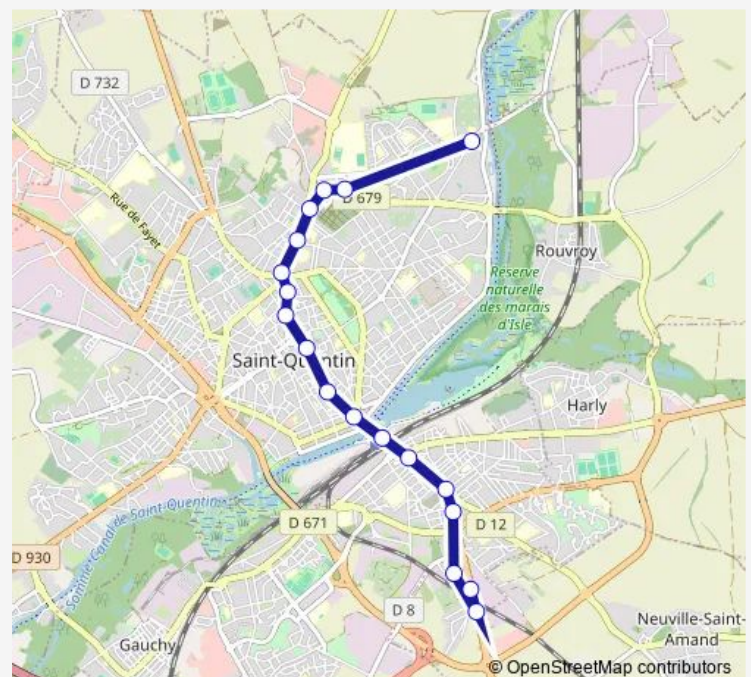 D 732
Rue de Fayet
D 679
Rouvroy
Réserve
naturelle
des marais
d'Isle
Saint-Quentin
Harly
Somme
Canal de Saint-Quentin
D 671
D 12
D 930
D 8
Gauchy
Neuville-Saint-
Amand
© OpenStreetMap contributors